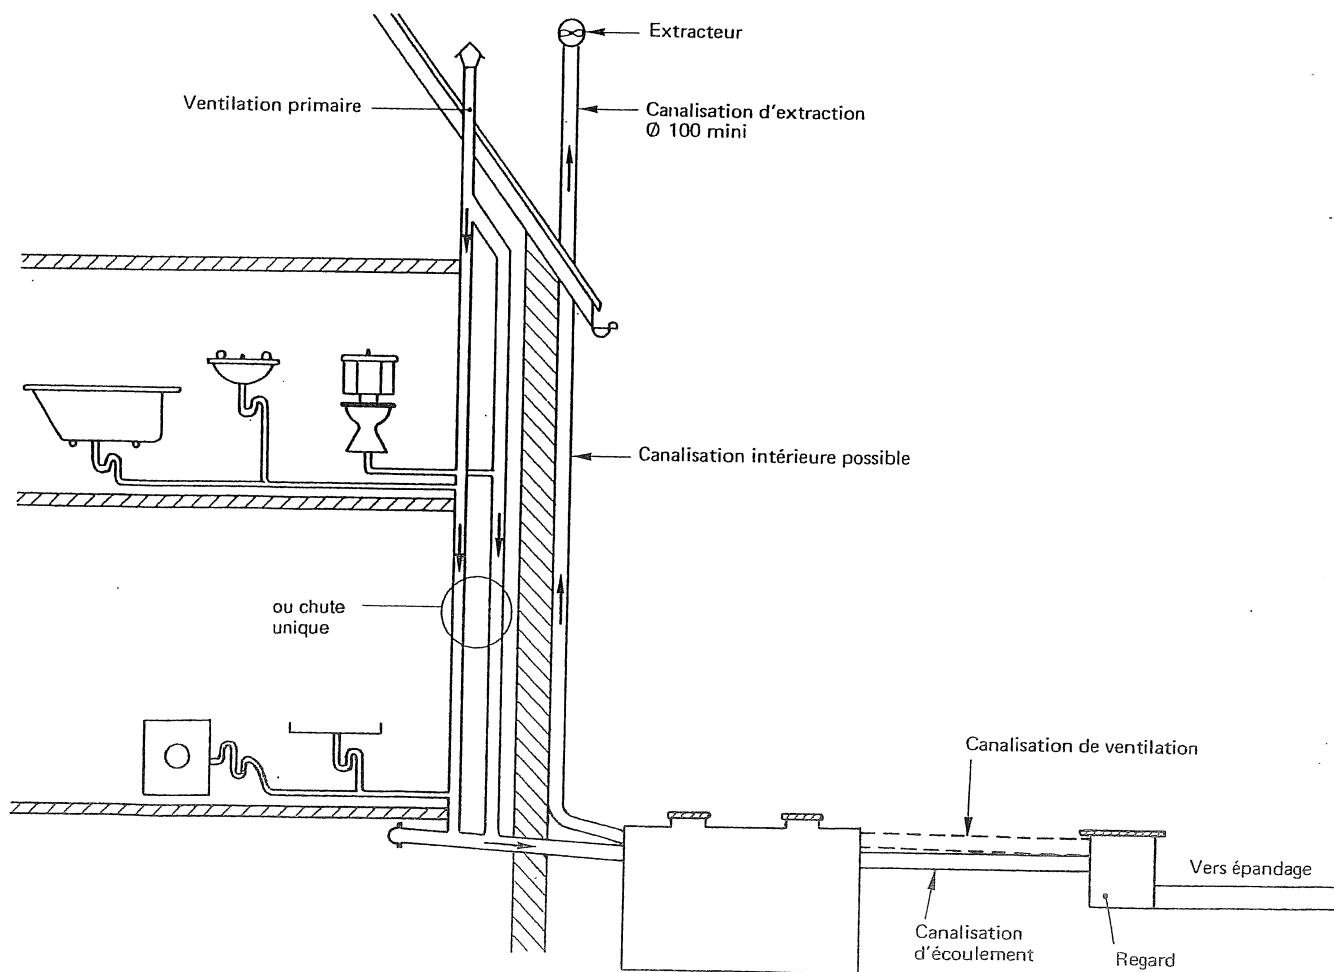 Extracteur
Ventilation primaire
Canalisation d'extraction
Ø 100 mini
Canalisation intérieure possible
ou chute
unique
Canalisation de ventilation
Vers épandage
Canalisation
d'écoulement
Regard